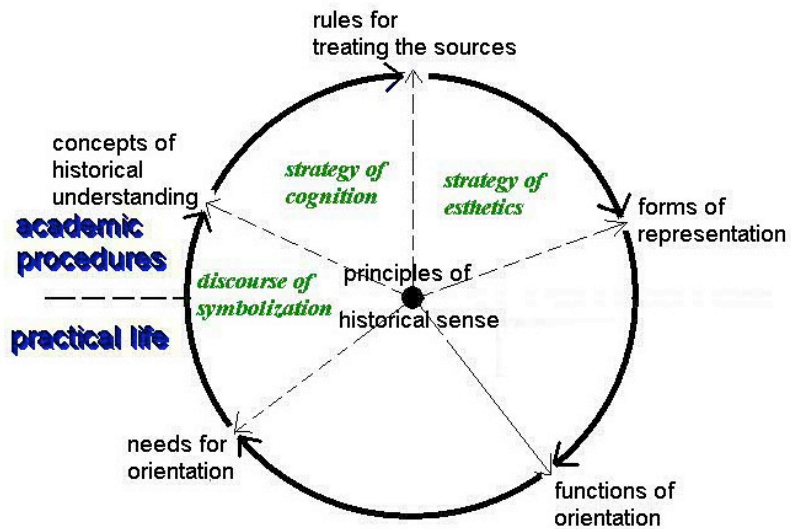 rules for
treating the sources
concepts of
historical
understanding
strategy of
cognition
strategy of
esthetics
forms of
representation
academic
procedures
discourse of
symbolization
principles of
historical sense
practical life
needs for
orientation
functions of
orientation